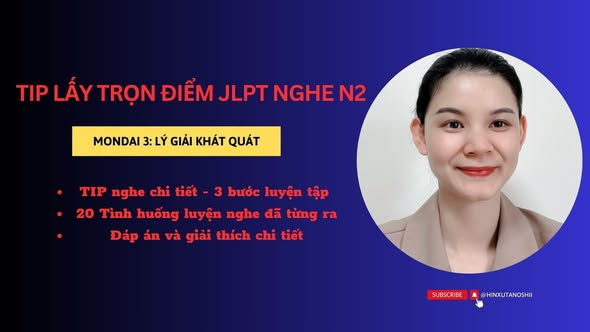 TIP LẤY TRỌN ĐIỂM JLPT NGHE N2
MONDAI 3: LÝ GIẢI KHÁT QUÁT
• TIP nghe chi tiết - 3 bước luyện tập
• 20 Tình huống luyện nghe đã từng ra
• Đáp án và giải thích chi tiết
SUBSCRIBE @HINXUTANOSHII